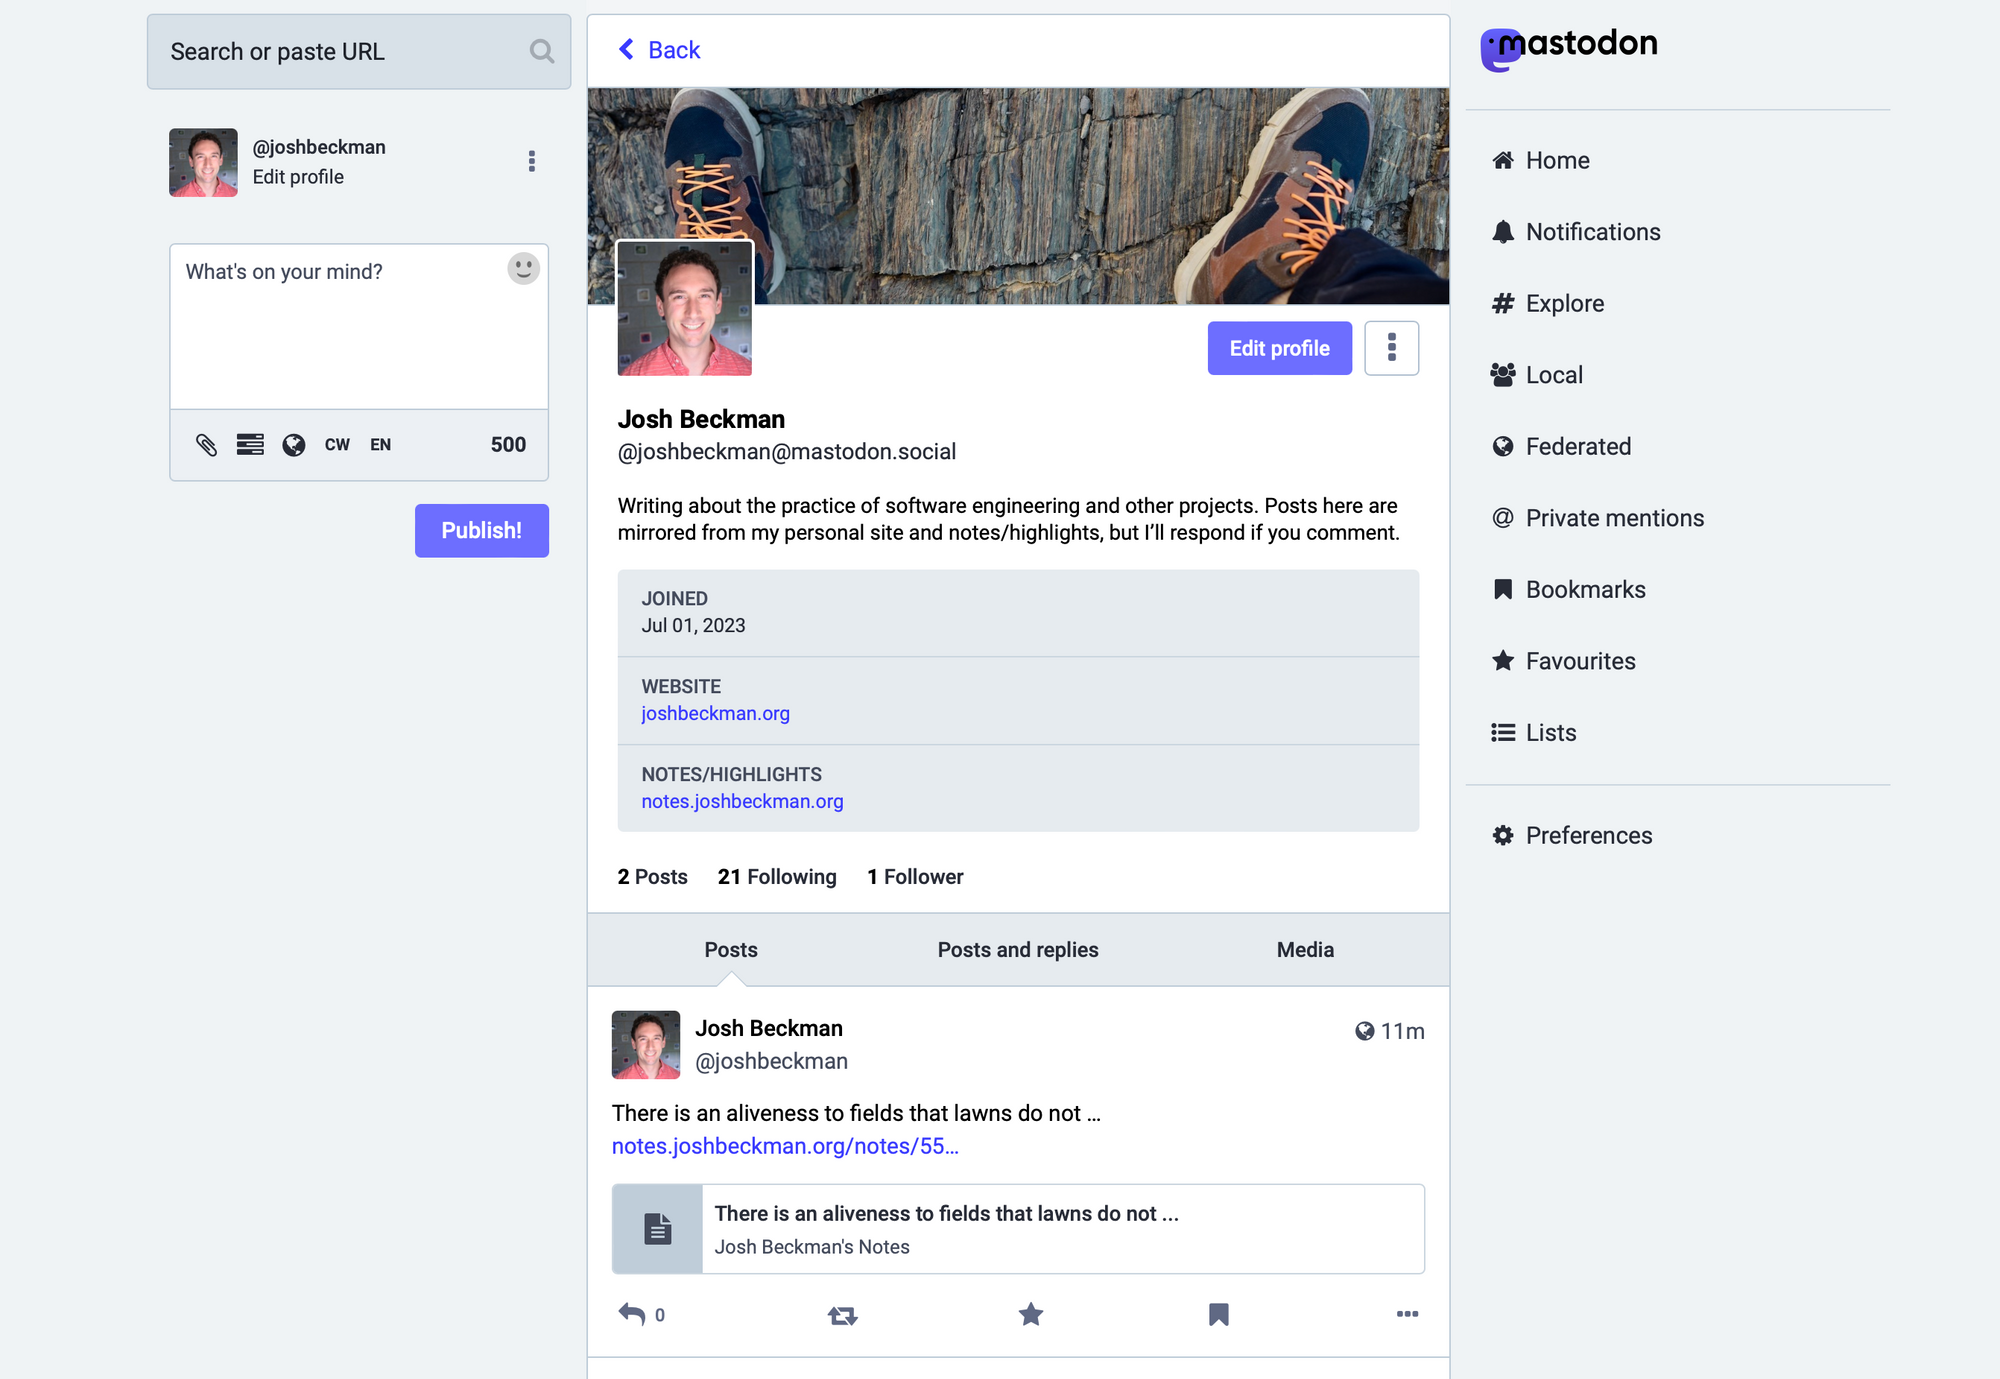 Search or paste URL
@joshbeckman
Edit profile
What's on your mind?
CW EN 500
Publish!
Back
Edit profile
Josh Beckman
@joshbeckman@mastodon.social
Writing about the practice of software engineering and other projects. Posts here are
mirrored from my personal site and notes/highlights, but I’ll respond if you comment.
JOINED
Jul 01, 2023
WEBSITE
joshbeckman.org
NOTES/HIGHLIGHTS
notes.joshbeckman.org
2 Posts 21 Following 1 Follower
Posts Posts and replies Media
Josh Beckman
11m
@joshbeckman
There is an aliveness to fields that lawns do not …
notes.joshbeckman.org/notes/55…
There is an aliveness to fields that lawns do not ...
Josh Beckman's Notes
0
mastodon
Home
Notifications
Explore
Local
Federated
Private mentions
Bookmarks
Favourites
Lists
Preferences